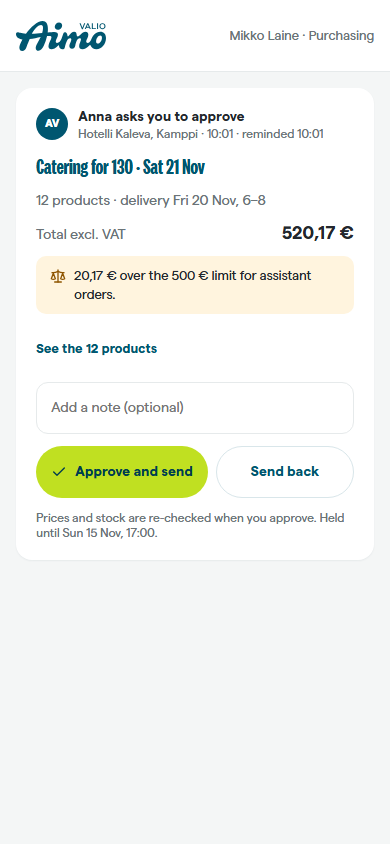 VALIO
Aimo
Mikko Laine · Purchasing
AV
Anna asks you to approve
Hotelli Kaleva, Kamppi · 10:01 · reminded 10:01
Catering for 130 · Sat 21 Nov
12 products · delivery Fri 20 Nov, 6–8
Total excl. VAT
520,17 €
20,17 € over the 500 € limit for assistant
orders.
See the 12 products
Add a note (optional)
Approve and send
Send back
Prices and stock are re-checked when you approve. Held
until Sun 15 Nov, 17:00.